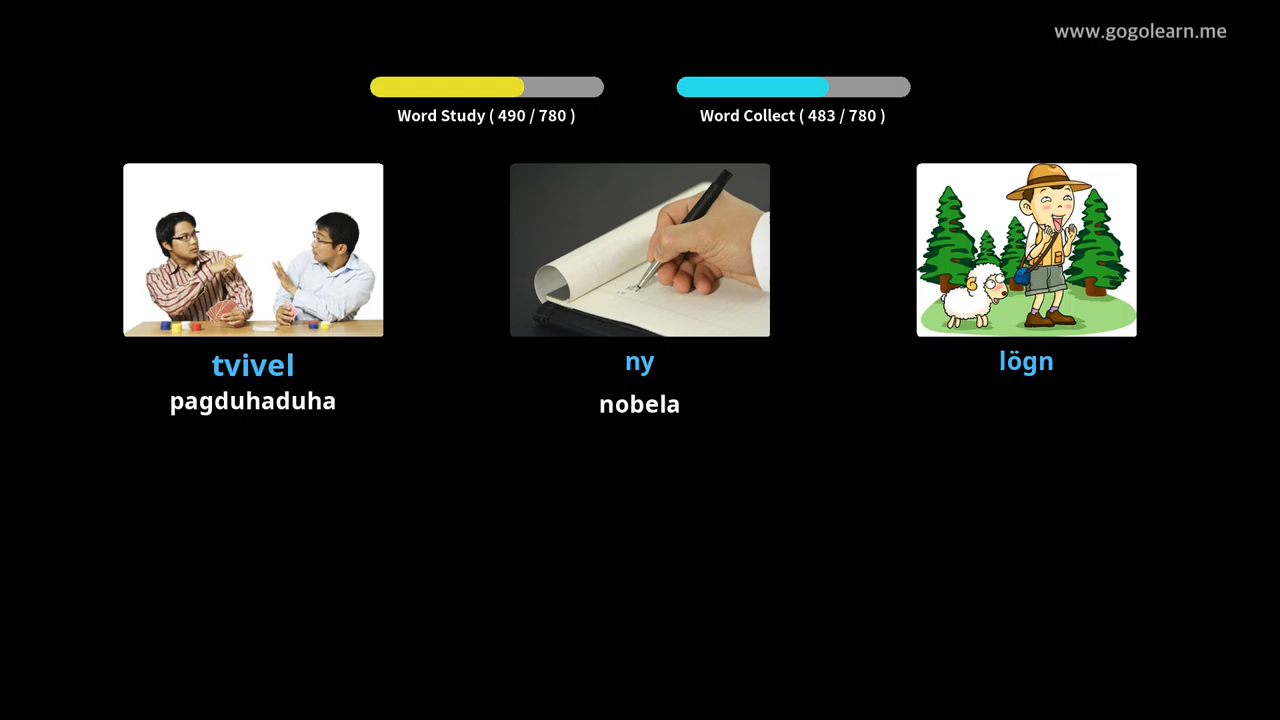 www.gogolearn.me
Word Study ( 490 / 780 )
Word Collect ( 483 / 780 )
tvivel
pagduhaduha
ny
nobela
lögn